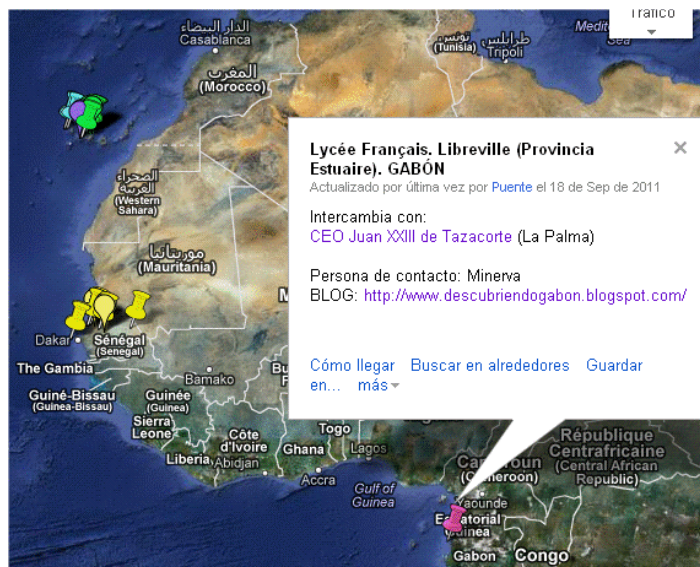 Tráfico
الدار البيضاء
Casablanca
تونس
(Tunisia)
طرابلس
Tripoli
المغرب
(Morocco)
Lycée Français. Libreville (Provincia
Estuaire). GABÓN
Actualizado por última vez por Puente el 18 de Sep de 2011
Intercambia con:
CEO Juan XXIII de Tazacorte (La Palma)
Persona de contacto: Minerva
BLOG: http://www.descubriendogabon.blogspot.com/
Cómo llegar Buscar en alrededores Guardar
en... más
الصحراء
الغربية
(Western
Sahara)
موريتانيا
(Mauritania)
Dakar
Sénégal
(Senegal)
The Gambia
Bamako
Guiné-Bissau
(Guinea-Bissau)
Guinée
(Guinea)
Sierra
Leone
Côte
d'Ivoire
Ghana
Togo
Liberia
Abidjan
Lagos
Accra
Gulf of
Guinea
République
Centrafricaine
(Central African
Republic)
Cameroun
(Cameroon)
Yaounde
Equatorial
Guinea
Gabon
Congo